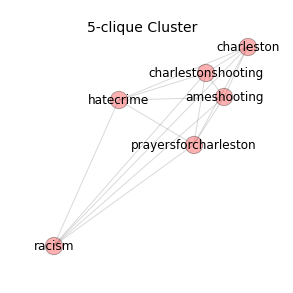 5-clique Cluster
charleston
charlestonshooting
ameshooting
hatecrime
prayersforcharleston
racism